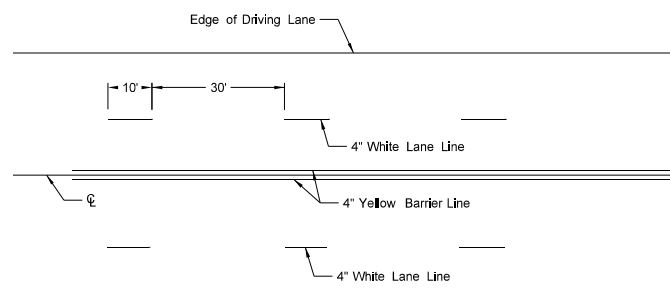 Edge of Driving Lane
10' 30'
4" White Lane Line
℄
4" Yellow Barrier Line
4" White Lane Line